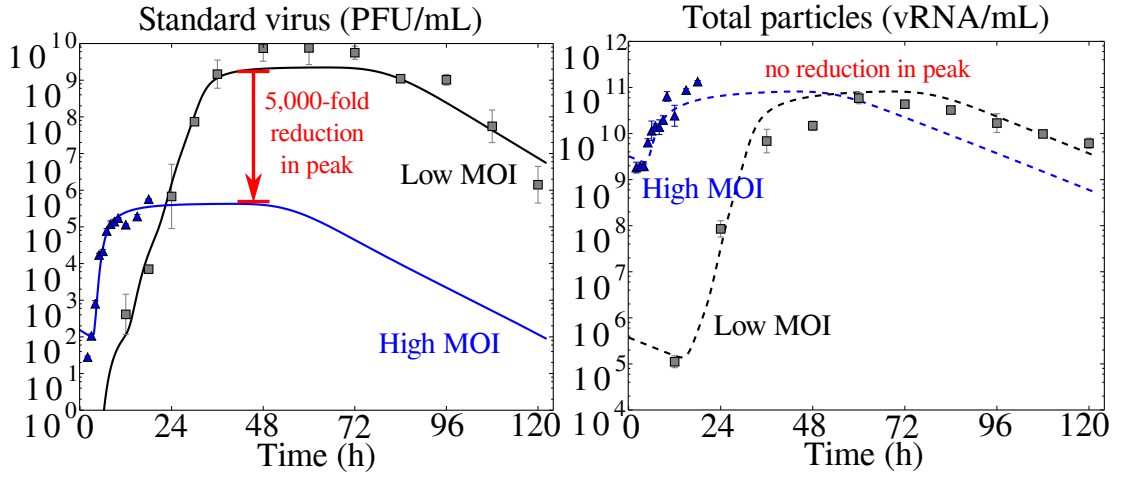 Standard virus (PFU/mL)
10^10
10^9
10^8
10^7
10^6
10^5
10^4
10^3
10^2
10^1
10^0
5,000-fold
reduction
in peak
Low MOI
High MOI
0 24 48 72 96 120
Time (h)
Total particles (vRNA/mL)
10^12
10^11
10^10
10^9
10^8
10^7
10^6
10^5
10^4
no reduction in peak
High MOI
Low MOI
0 24 48 72 96 120
Time (h)